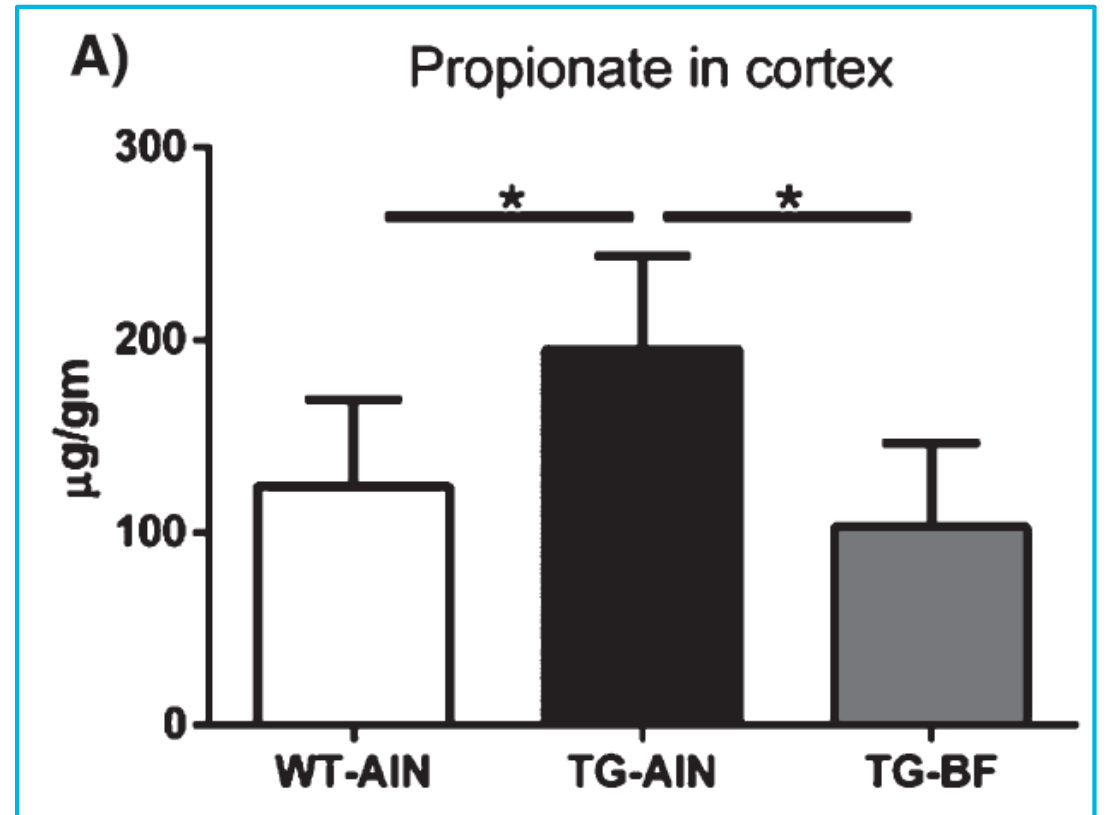 A)
Propionate in cortex
300
* *
200
µg/gm
100
0
WT-AIN TG-AIN TG-BF